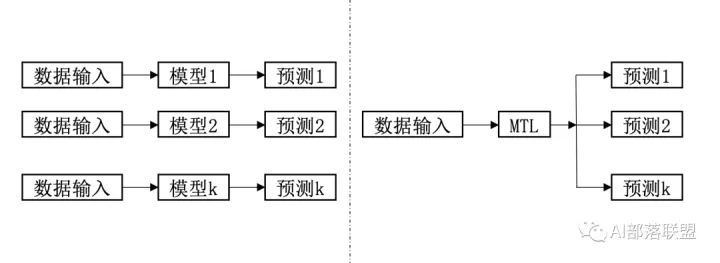 数据输入 模型1 预测1
数据输入 模型2 预测2
数据输入 模型k 预测k
数据输入 MTL
预测1
预测2
预测k
AI部落联盟